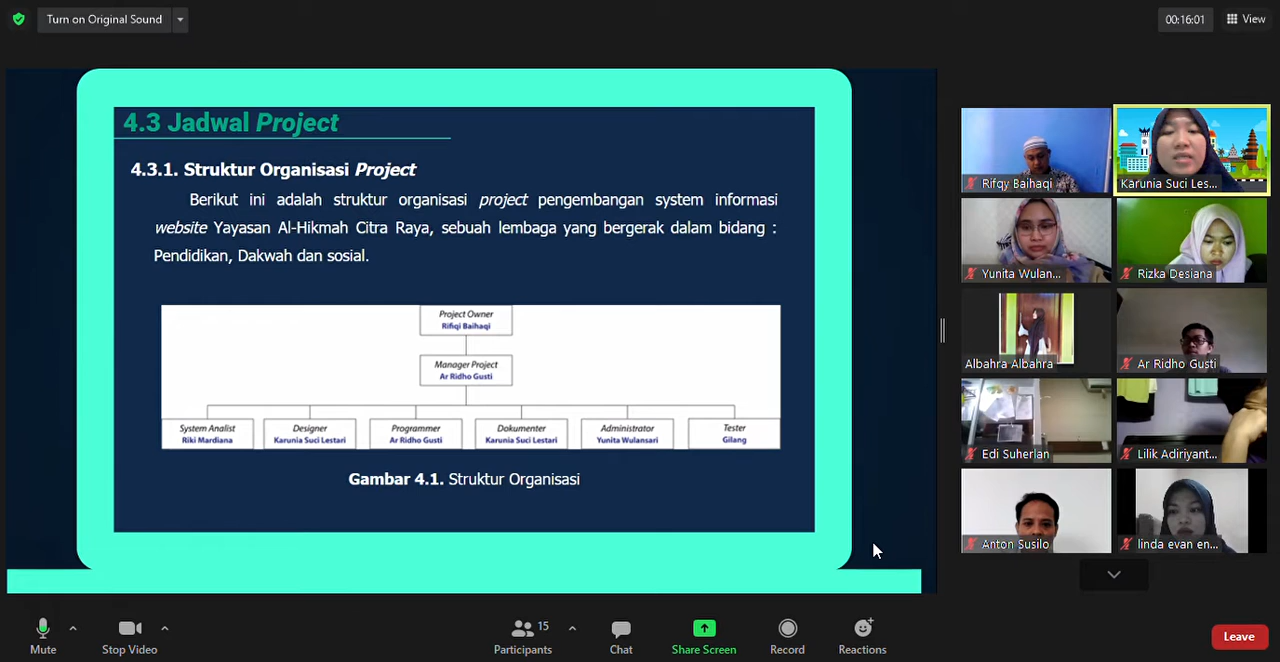 Turn on Original Sound
00:16:01
View
4.3 Jadwal Project
4.3.1. Struktur Organisasi Project
Berikut ini adalah struktur organisasi project pengembangan system informasi
website Yayasan Al-Hikmah Citra Raya, sebuah lembaga yang bergerak dalam bidang :
Pendidikan, Dakwah dan sosial.
Project Owner
Rifiqi Baihaqi
Manager Project
Ar Ridho Gusti
System Analist
Riki Mardiana
Designer
Karunia Suci Lestari
Programmer
Ar Ridho Gusti
Dokumenter
Karunia Suci Lestari
Administrator
Yunita Wulansari
Tester
Gilang
Gambar 4.1. Struktur Organisasi
Rifqy Baihaqi
Karunia Suci Les...
Yunita Wulan...
Rizka Desiana
Albahra Albahra
Ar Ridho Gusti
Edi Suherlan
Lilik Adiriyant...
Anton Susilo
linda evan en...
Mute
Stop Video
Participants
15
Chat
Share Screen
Record
Reactions
Leave